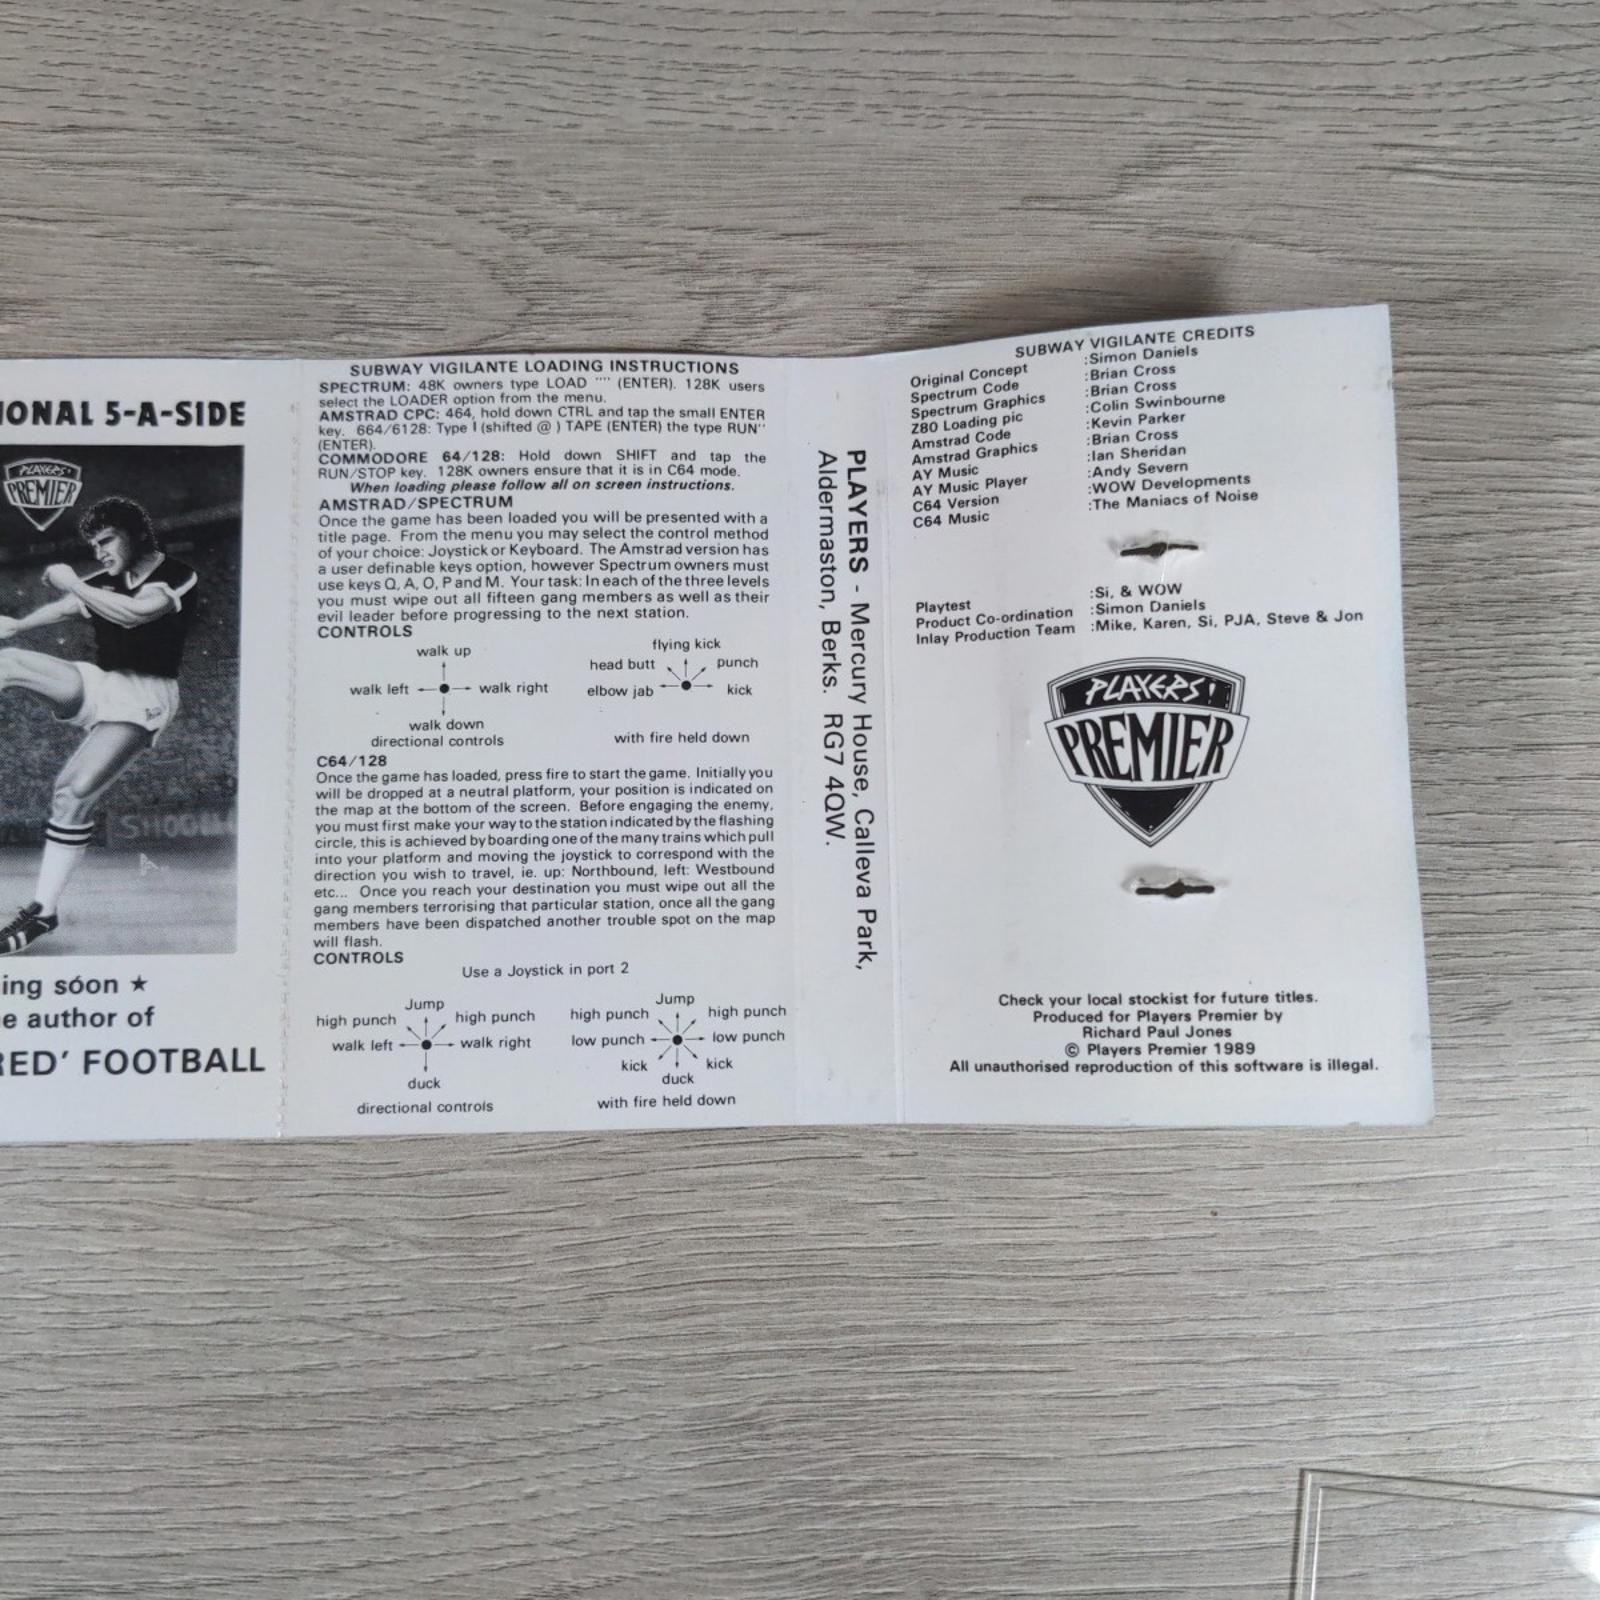 IONAL 5-A-SIDE
PLAYERS!
PREMIER
ing sóon ★
e author of
RED' FOOTBALL
SUBWAY VIGILANTE LOADING INSTRUCTIONS
SPECTRUM: 48K owners type LOAD "" (ENTER). 128K users
select the LOADER option from the menu.
AMSTRAD CPC: 464, hold down CTRL and tap the small ENTER
key. 664/6128: Type I (shifted @ ) TAPE (ENTER) the type RUN"
(ENTER).
COMMODORE 64/128: Hold down SHIFT and tap the
RUN/STOP key. 128K owners ensure that it is in C64 mode.
When loading please follow all on screen instructions.
AMSTRAD/SPECTRUM
Once the game has been loaded you will be presented with a
title page. From the menu you may select the control method
of your choice: Joystick or Keyboard. The Amstrad version has
a user definable keys option, however Spectrum owners must
use keys Q, A, O, P and M. Your task: In each of the three levels
you must wipe out all fifteen gang members as well as their
evil leader before progressing to the next station.
CONTROLS
walk up
walk left
walk right
walk down
directional controls
flying kick
head butt
punch
elbow jab
kick
with fire held down
C64/128
Once the game has loaded, press fire to start the game. Initially you
will be dropped at a neutral platform, your position is indicated on
the map at the bottom of the screen. Before engaging the enemy,
you must first make your way to the station indicated by the flashing
circle, this is achieved by boarding one of the many trains which pull
into your platform and moving the joystick to correspond with the
direction you wish to travel, ie. up: Northbound, left: Westbound
etc... Once you reach your destination you must wipe out all the
gang members terrorising that particular station, once all the gang
members have been dispatched another trouble spot on the map
will flash.
CONTROLS
Use a Joystick in port 2
Jump
high punch
high punch
walk left
walk right
duck
directional controls
Jump
high punch
high punch
low punch
low punch
kick
kick
duck
with fire held down
PLAYERS - Mercury House, Calleva Park,
Aldermaston, Berks. RG7 4QW.
SUBWAY VIGILANTE CREDITS
Original Concept :Simon Daniels
Spectrum Code :Brian Cross
Spectrum Graphics :Brian Cross
Z80 Loading pic :Colin Swinbourne
Amstrad Code :Kevin Parker
Amstrad Graphics :Brian Cross
AY Music :Ian Sheridan
AY Music Player :Andy Severn
C64 Version :WOW Developments
C64 Music :The Maniacs of Noise
Playtest :Si, & WOW
Product Co-ordination :Simon Daniels
Inlay Production Team :Mike, Karen, Si, PJA, Steve & Jon
PLAYERS!
PREMIER
Check your local stockist for future titles.
Produced for Players Premier by
Richard Paul Jones
© Players Premier 1989
All unauthorised reproduction of this software is illegal.